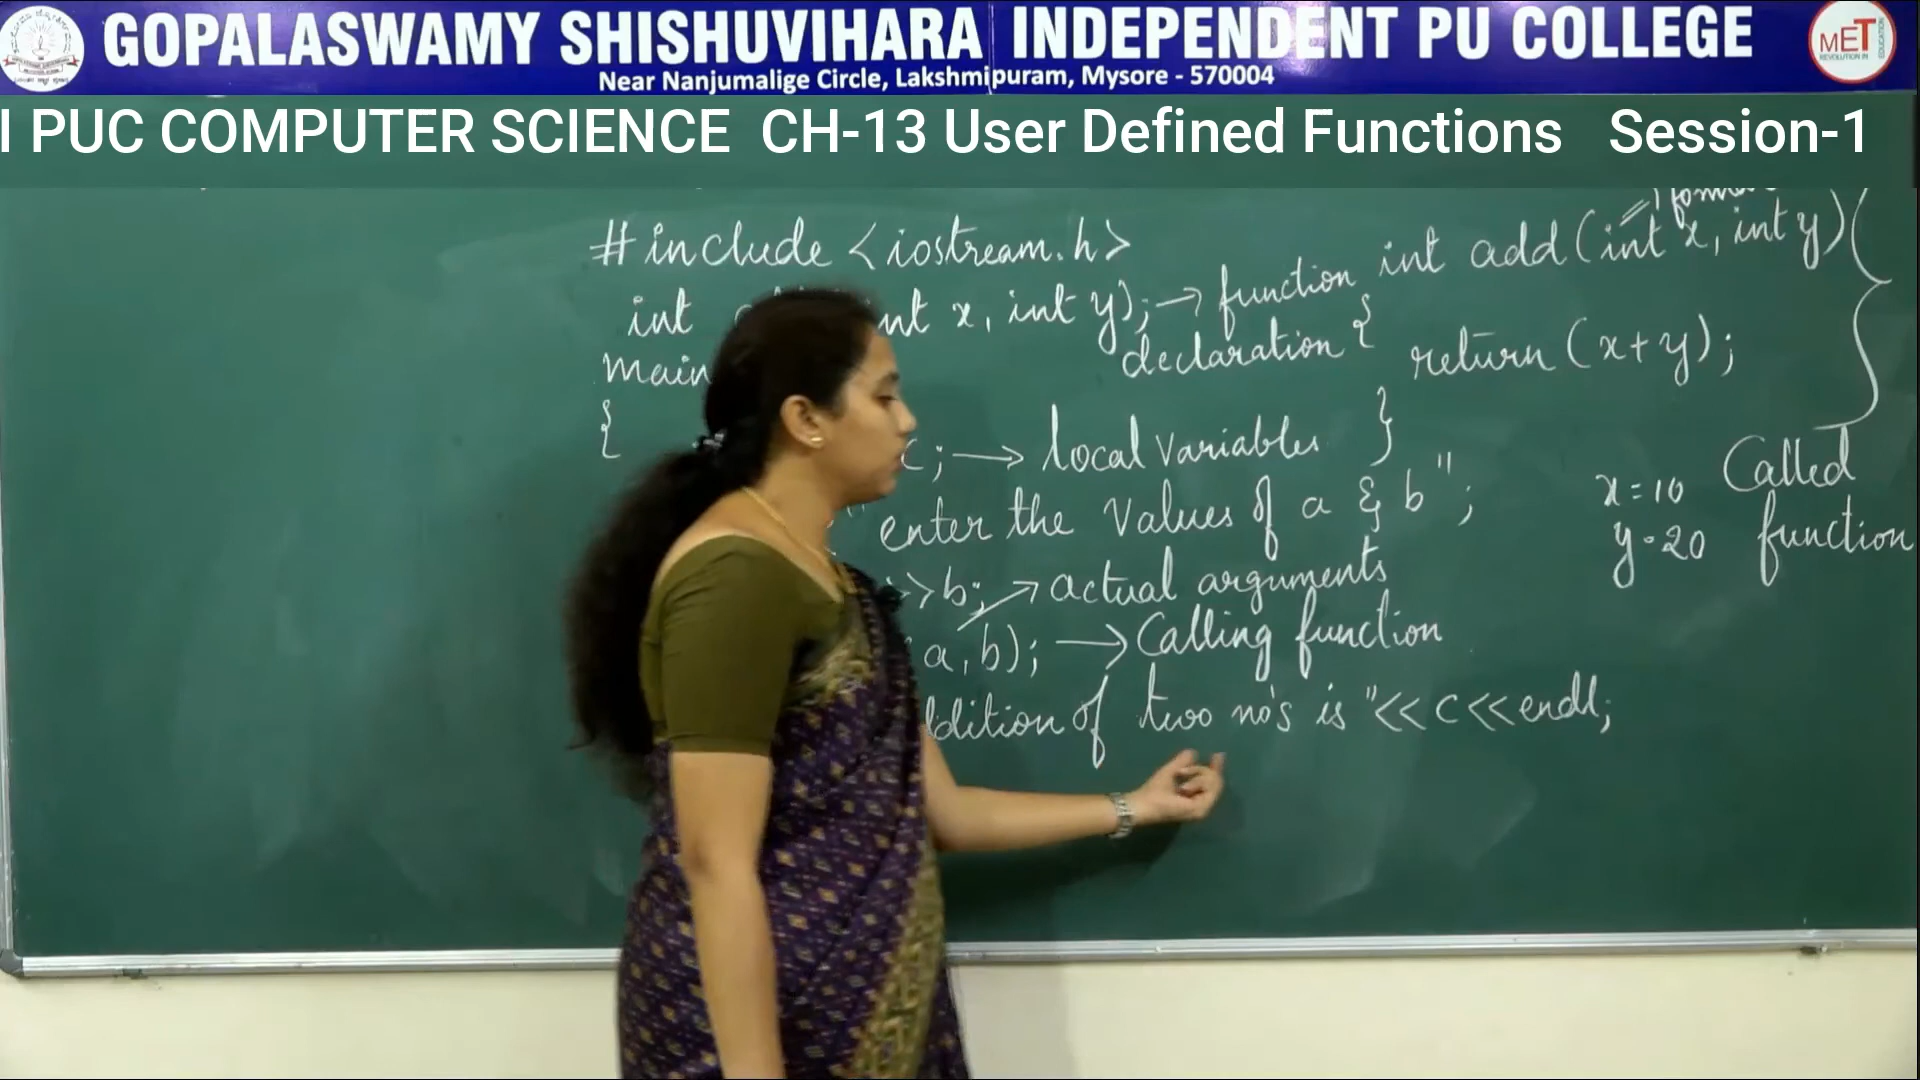 GOPALASWAMY SHISHUVIHARA INDEPENDENT PU COLLEGE
Near Nanjumalige Circle, Lakshmipuram, Mysore - 570004
MET
I PUC COMPUTER SCIENCE CH-13 User Defined Functions Session-1
#include <iostream.h>
int x, int y); → function declaration
main
{
c; → local variables
" enter the values of a & b";
>>b; → actual arguments
a, b); → Calling function
ddition of two no's is "<<c<<endl;
int add (int x, int y)
{
return (x+y);
}
x = 10
y = 20
Called function